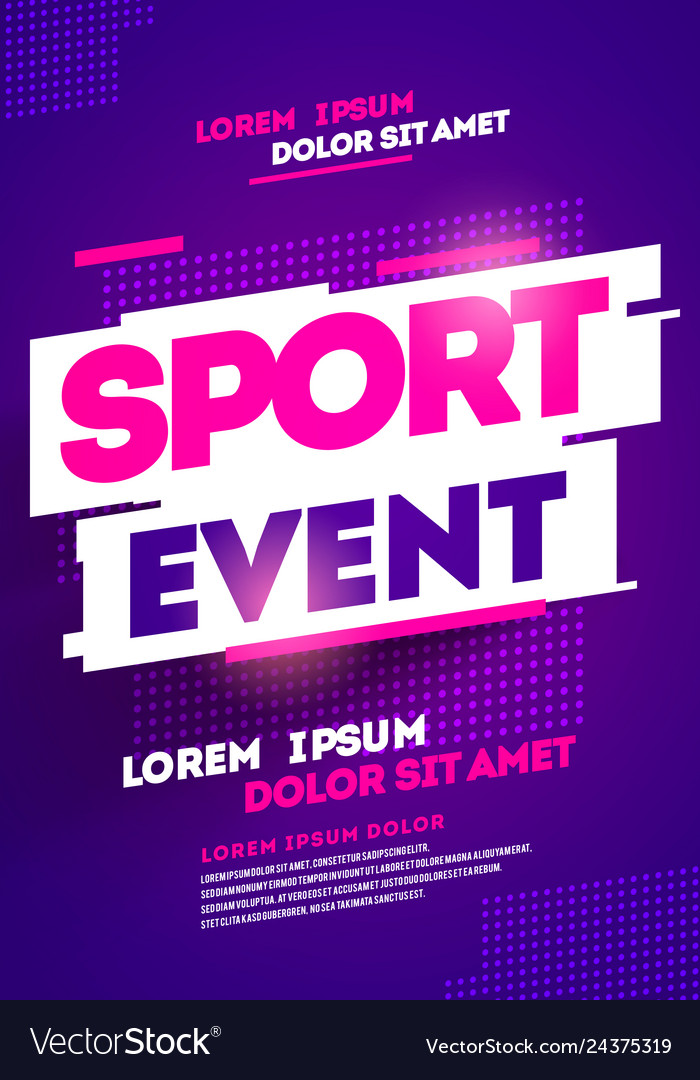 LOREM IPSUM
DOLOR SIT AMET
SPORT
EVENT
LOREM IPSUM
DOLOR SIT AMET
LOREM IPSUM DOLOR
LOREM IPSUM DOLOR SIT AMET, CONSETETUR SADIPSCING ELITR,
SED DIAM NONUMY EIRMOD TEMPOR INVIDUNT UT LABORE ET DOLORE MAGNA ALIQUYAM ERAT,
SED DIAM VOLUPTUA. AT VERO EOS ET ACCUSAM ET JUSTO DUO DOLORES ET EA REBUM.
STET CLITA KASD GUBERGREN, NO SEA TAKIMATA SANCTUS EST.
VectorStock®
VectorStock.com/24375319